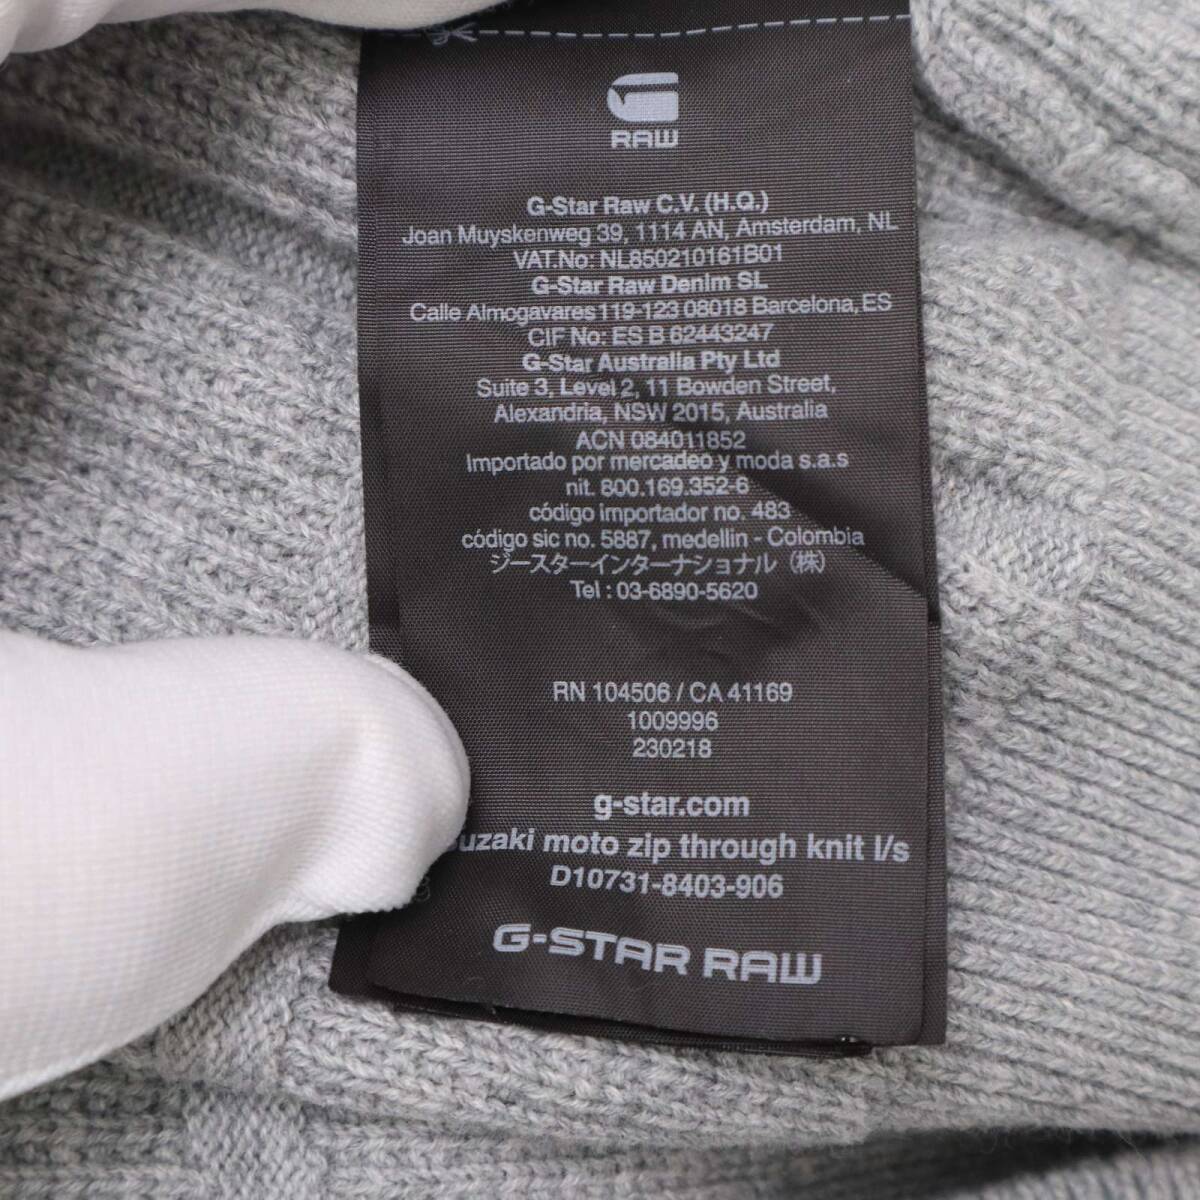 RAW
G-Star Raw C.V. (H.Q.)
Joan Muyskenweg 39, 1114 AN, Amsterdam, NL
VAT.No: NL850210161B01
G-Star Raw Denim SL
Calle Almogavares 119-123 08018 Barcelona, ES
CIF No: ES B 62443247
G-Star Australia Pty Ltd
Suite 3, Level 2, 11 Bowden Street,
Alexandria, NSW 2015, Australia
ACN 084011852
Importado por mercadeo y moda s.a.s
nit. 800.169.352-6
código importador no. 483
código sic no. 5887, medellin - Colombia
ジースターインターナショナル（株）
Tel : 03-6890-5620
RN 104506 / CA 41169
1009996
230218
g-star.com
moto zip through knit l/s
D10731-8403-906
G-STAR RAW